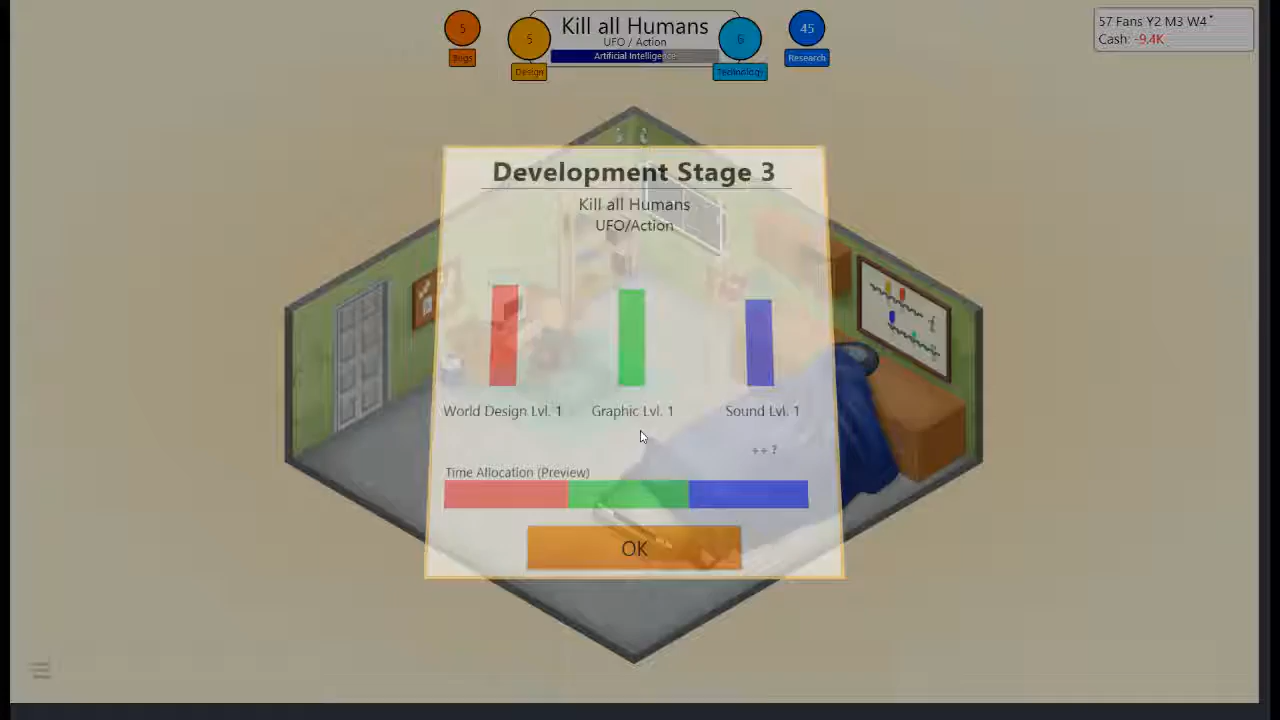 5
Bugs
5
Design
Kill all Humans
UFO / Action
Artificial Intelligence
6
Technology
45
Research
57 Fans Y2 M3 W4
Cash: -9.4K
Development Stage 3
Kill all Humans
UFO/Action
World Design Lvl. 1
Graphic Lvl. 1
Sound Lvl. 1
++ ?
Time Allocation (Preview)
OK